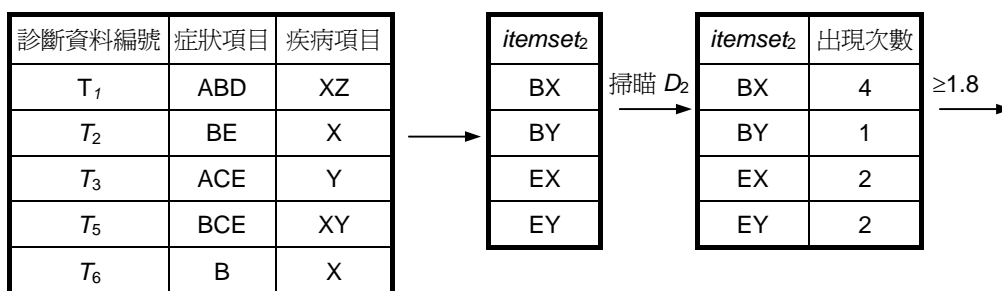 診斷資料編號 症狀項目 疾病項目
T1 ABD XZ
T2 BE X
T3 ACE Y
T5 BCE XY
T6 B X
itemset2
BX
BY
EX
EY
掃瞄 D2
itemset2 出現次數
BX 4
BY 1
EX 2
EY 2
≥1.8